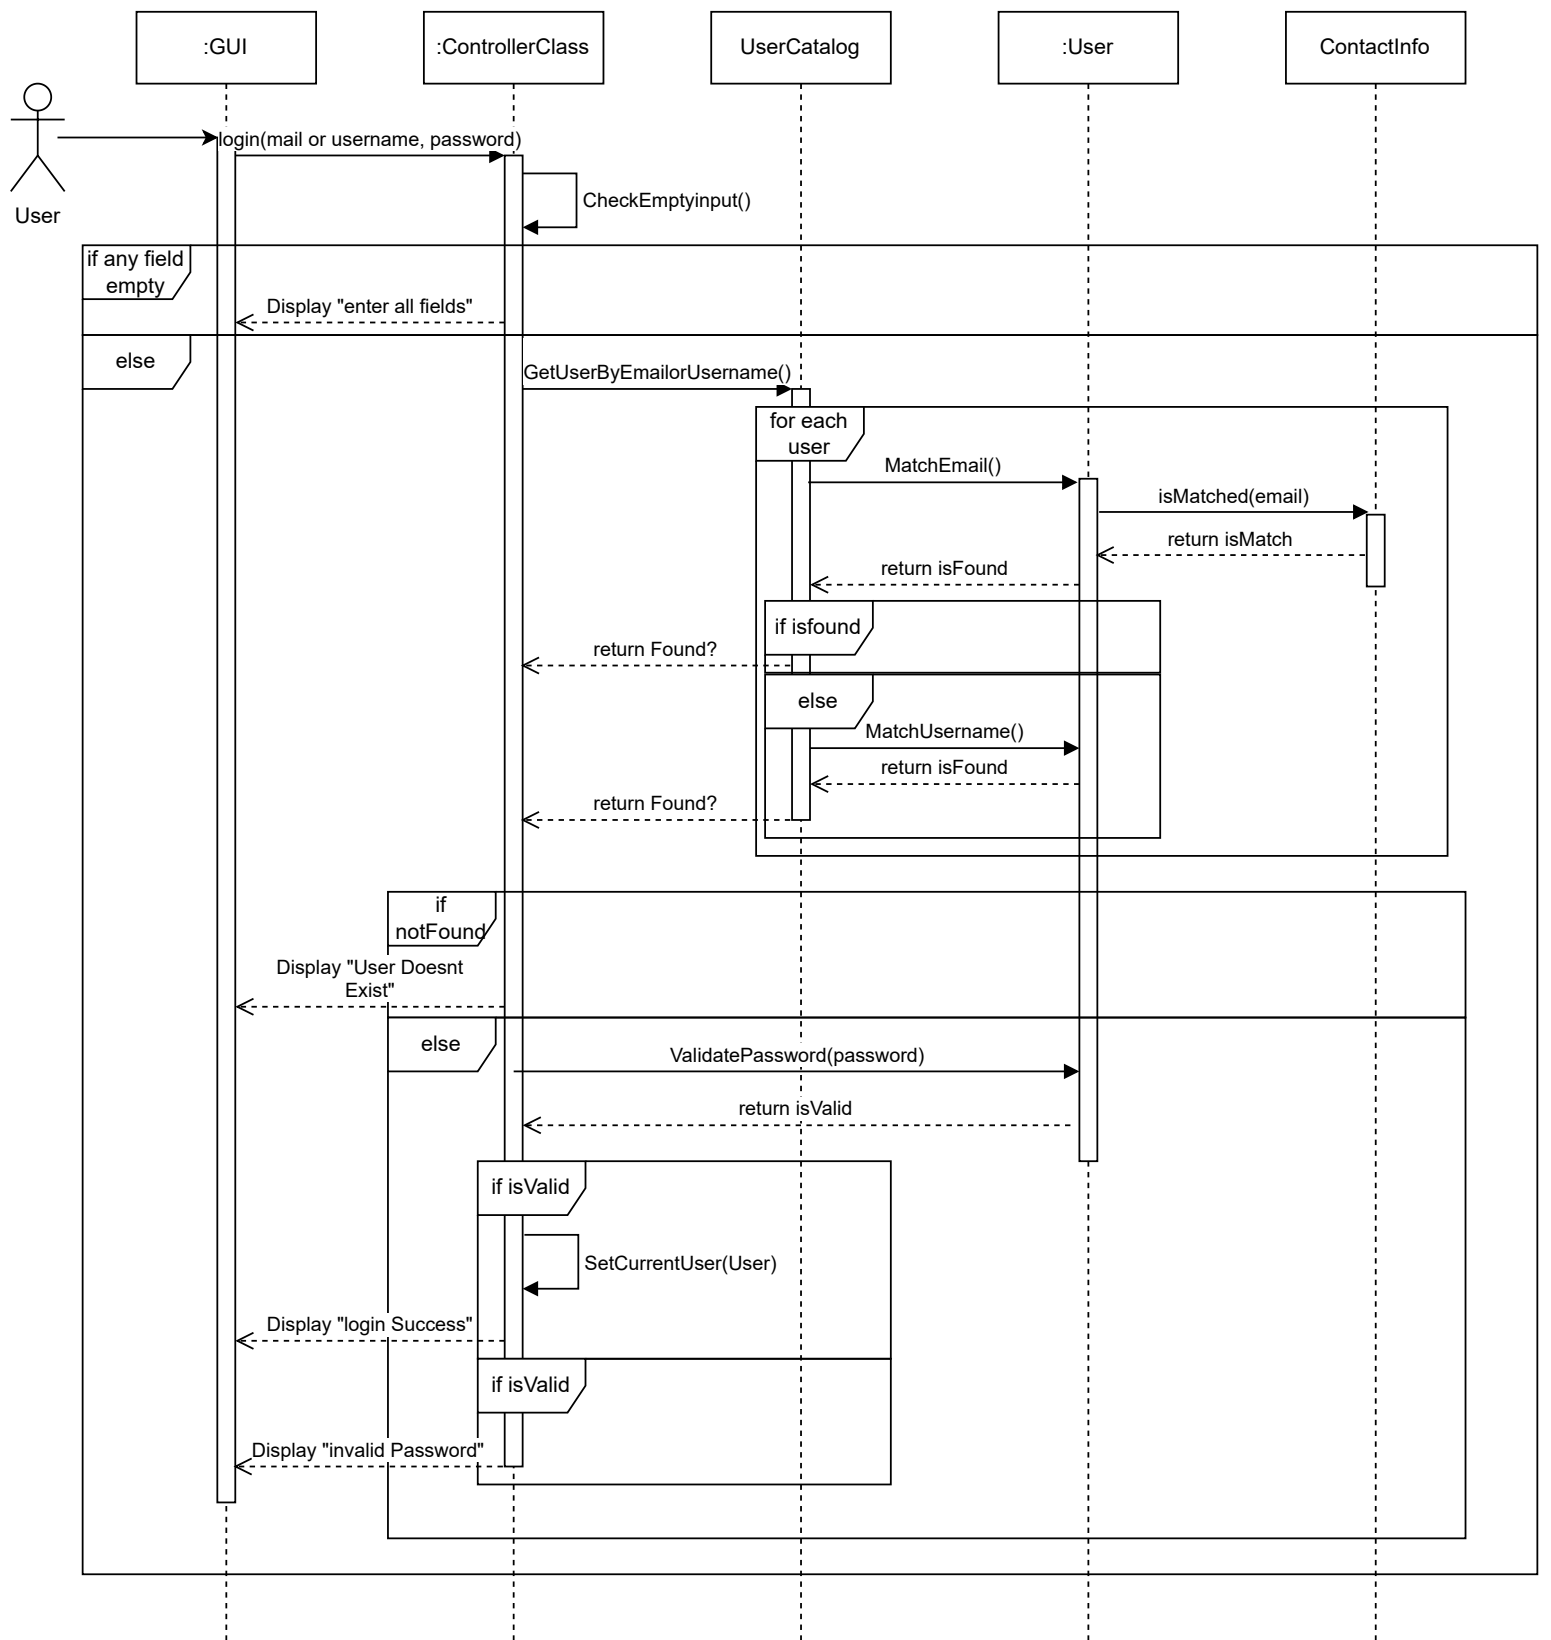 :GUI
:ControllerClass
UserCatalog
:User
ContactInfo
User
login(mail or username, password)
CheckEmptyinput()
if any field
empty
Display "enter all fields"
else
GetUserByEmailorUsername()
for each
user
MatchEmail()
isMatched(email)
return isMatch
return isFound
if isfound
return Found?
else
MatchUsername()
return isFound
return Found?
if
notFound
Display "User Doesnt
Exist"
else
ValidatePassword(password)
return isValid
if isValid
SetCurrentUser(User)
Display "login Success"
if isValid
Display "invalid Password"